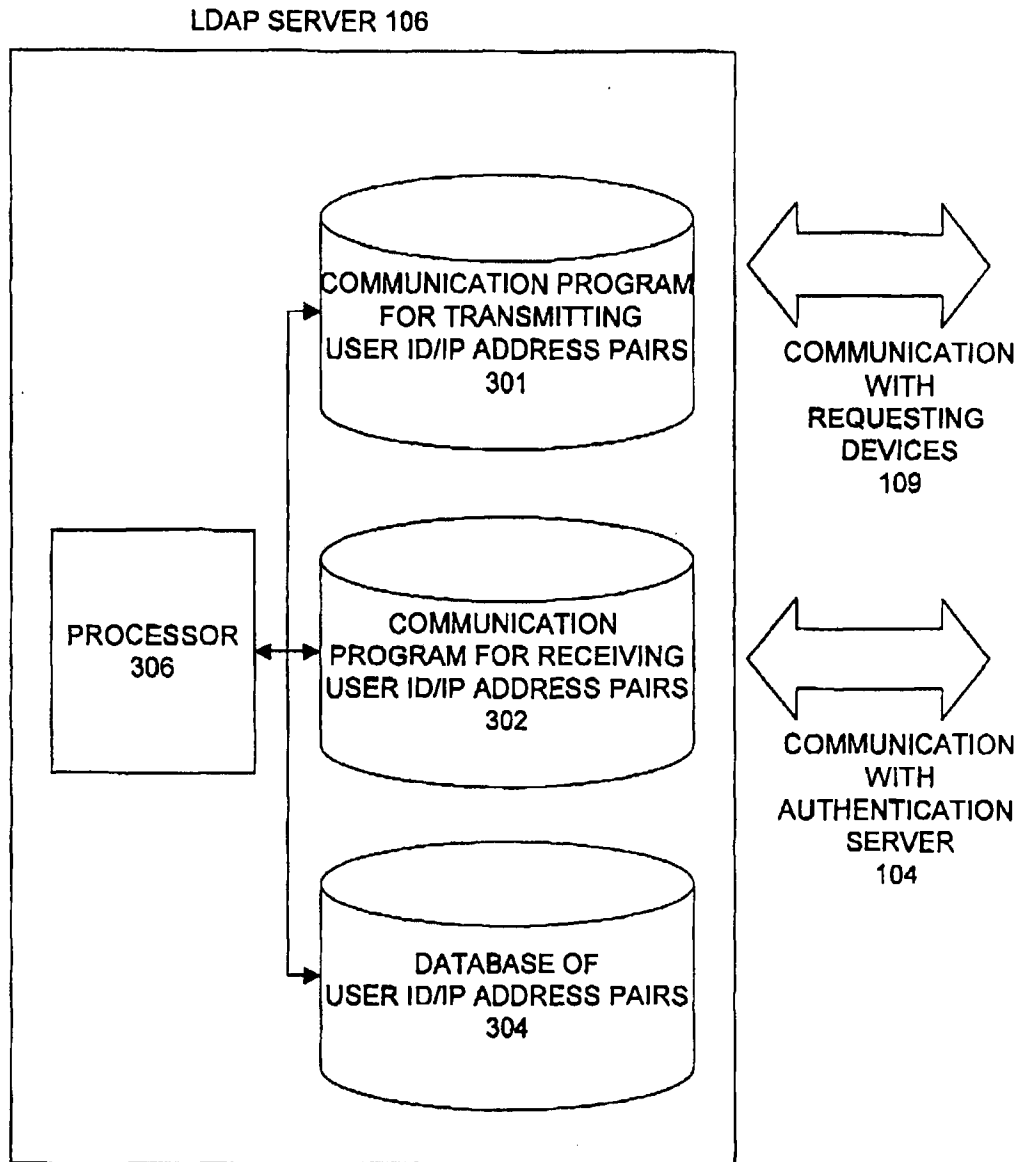 LDAP SERVER 106
COMMUNICATION PROGRAM
FOR TRANSMITTING
USER ID/IP ADDRESS PAIRS
301
COMMUNICATION
WITH
REQUESTING
DEVICES
109
PROCESSOR
306
COMMUNICATION
PROGRAM FOR RECEIVING
USER ID/IP ADDRESS PAIRS
302
COMMUNICATION
WITH
AUTHENTICATION
SERVER
104
DATABASE OF
USER ID/IP ADDRESS PAIRS
304